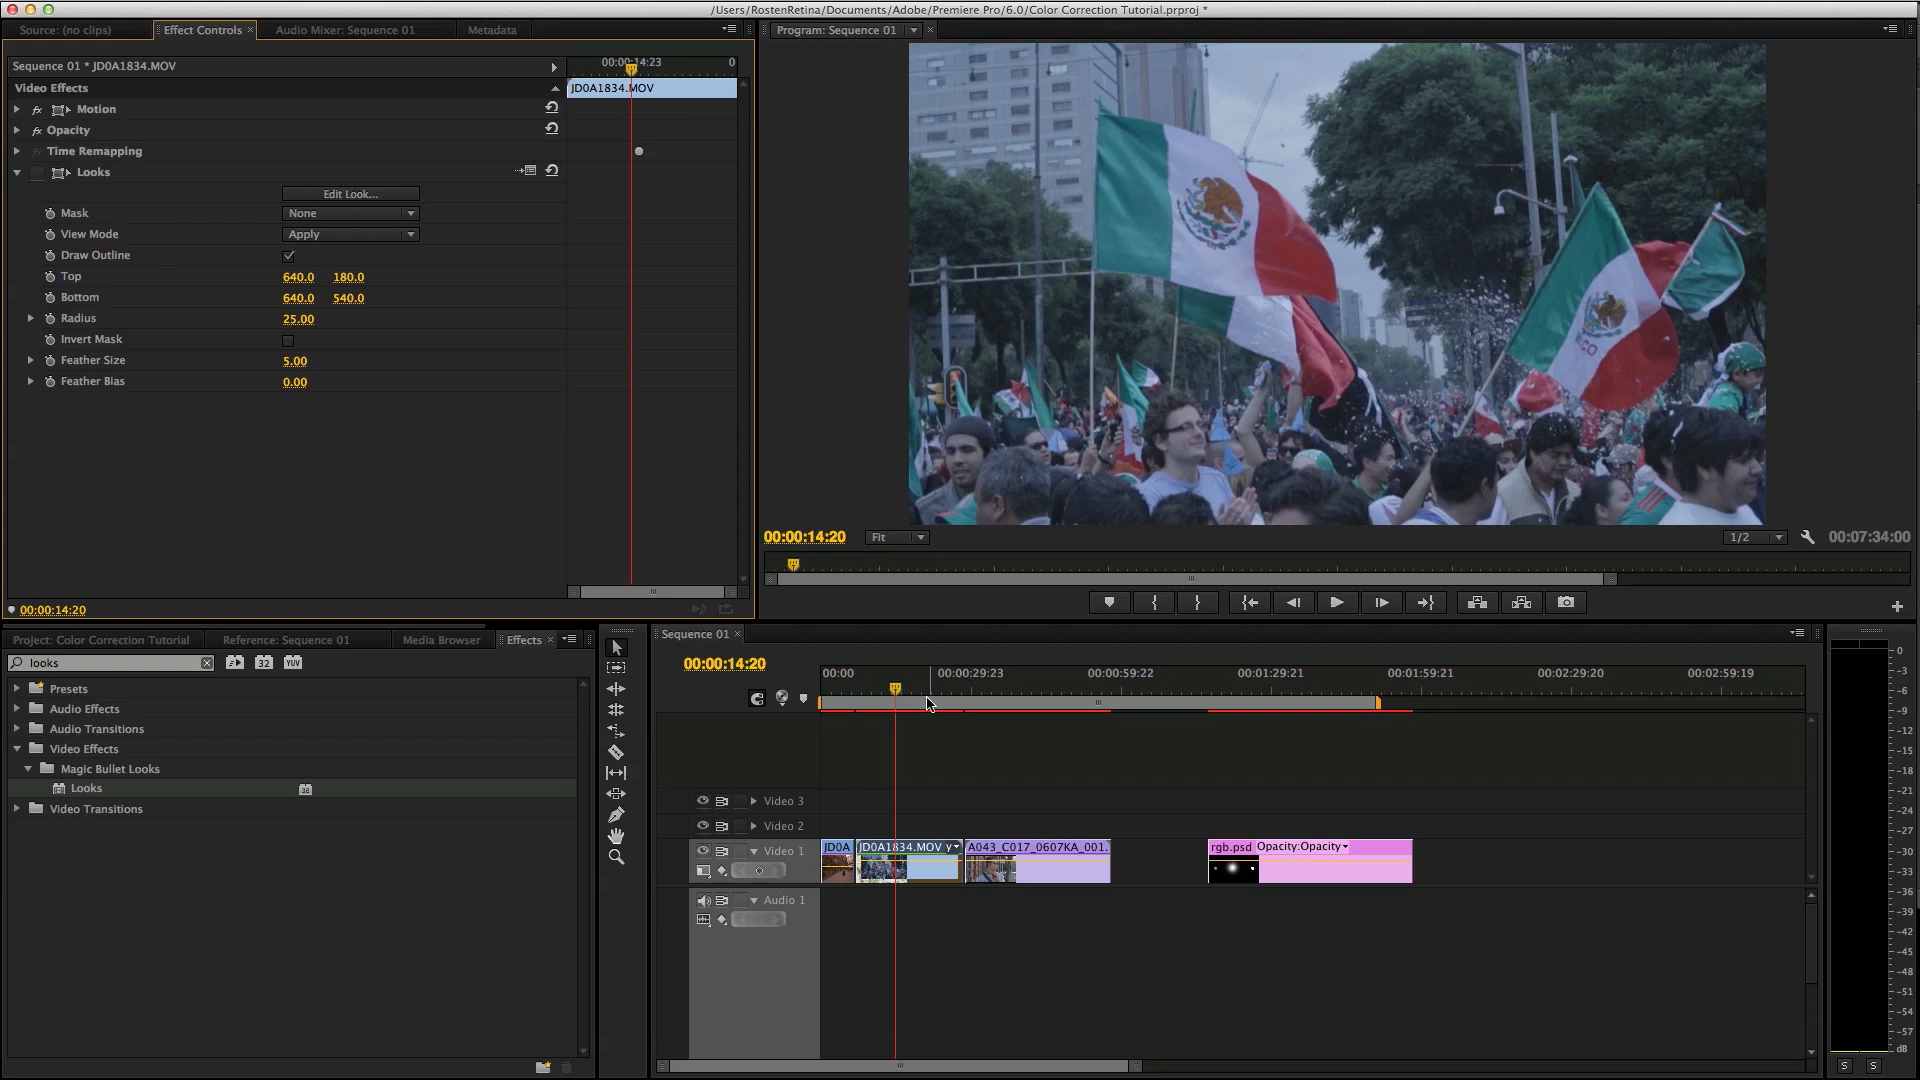 /Users/RostenRetina/Documents/Adobe/Premiere Pro/6.0/Color Correction Tutorial.prproj *
Source: (no clips)
Effect Controls
Audio Mixer: Sequence 01
Metadata
Program: Sequence 01
Sequence 01 * JD0A1834.MOV
00:00:14:23
0
Video Effects
JD0A1834.MOV
fx Motion
fx Opacity
fx Time Remapping
Looks
Edit Look...
Mask
None
View Mode
Apply
Draw Outline
Top
640.0
180.0
Bottom
640.0
540.0
Radius
25.00
Invert Mask
Feather Size
5.00
Feather Bias
0.00
00:00:14:20
00:00:14:20
Fit
1/2
00:07:34:00
Project: Color Correction Tutorial
Reference: Sequence 01
Media Browser
Effects
looks
32
YUV
Presets
Audio Effects
Audio Transitions
Video Effects
Magic Bullet Looks
Looks
32
Video Transitions
Sequence 01
00:00:14:20
00:00
00:00:29:23
00:00:59:22
00:01:29:21
00:01:59:21
00:02:29:20
00:02:59:19
Video 3
Video 2
Video 1
JD0A
JD0A1834.MOV y
A043_C017_0607KA_001.
rgb.psd Opacity:Opacity
Audio 1
0
-3
-6
-9
-12
-15
-18
-21
-24
-27
-30
-33
-36
-39
-42
-45
-48
-51
-54
-57
dB
S
S